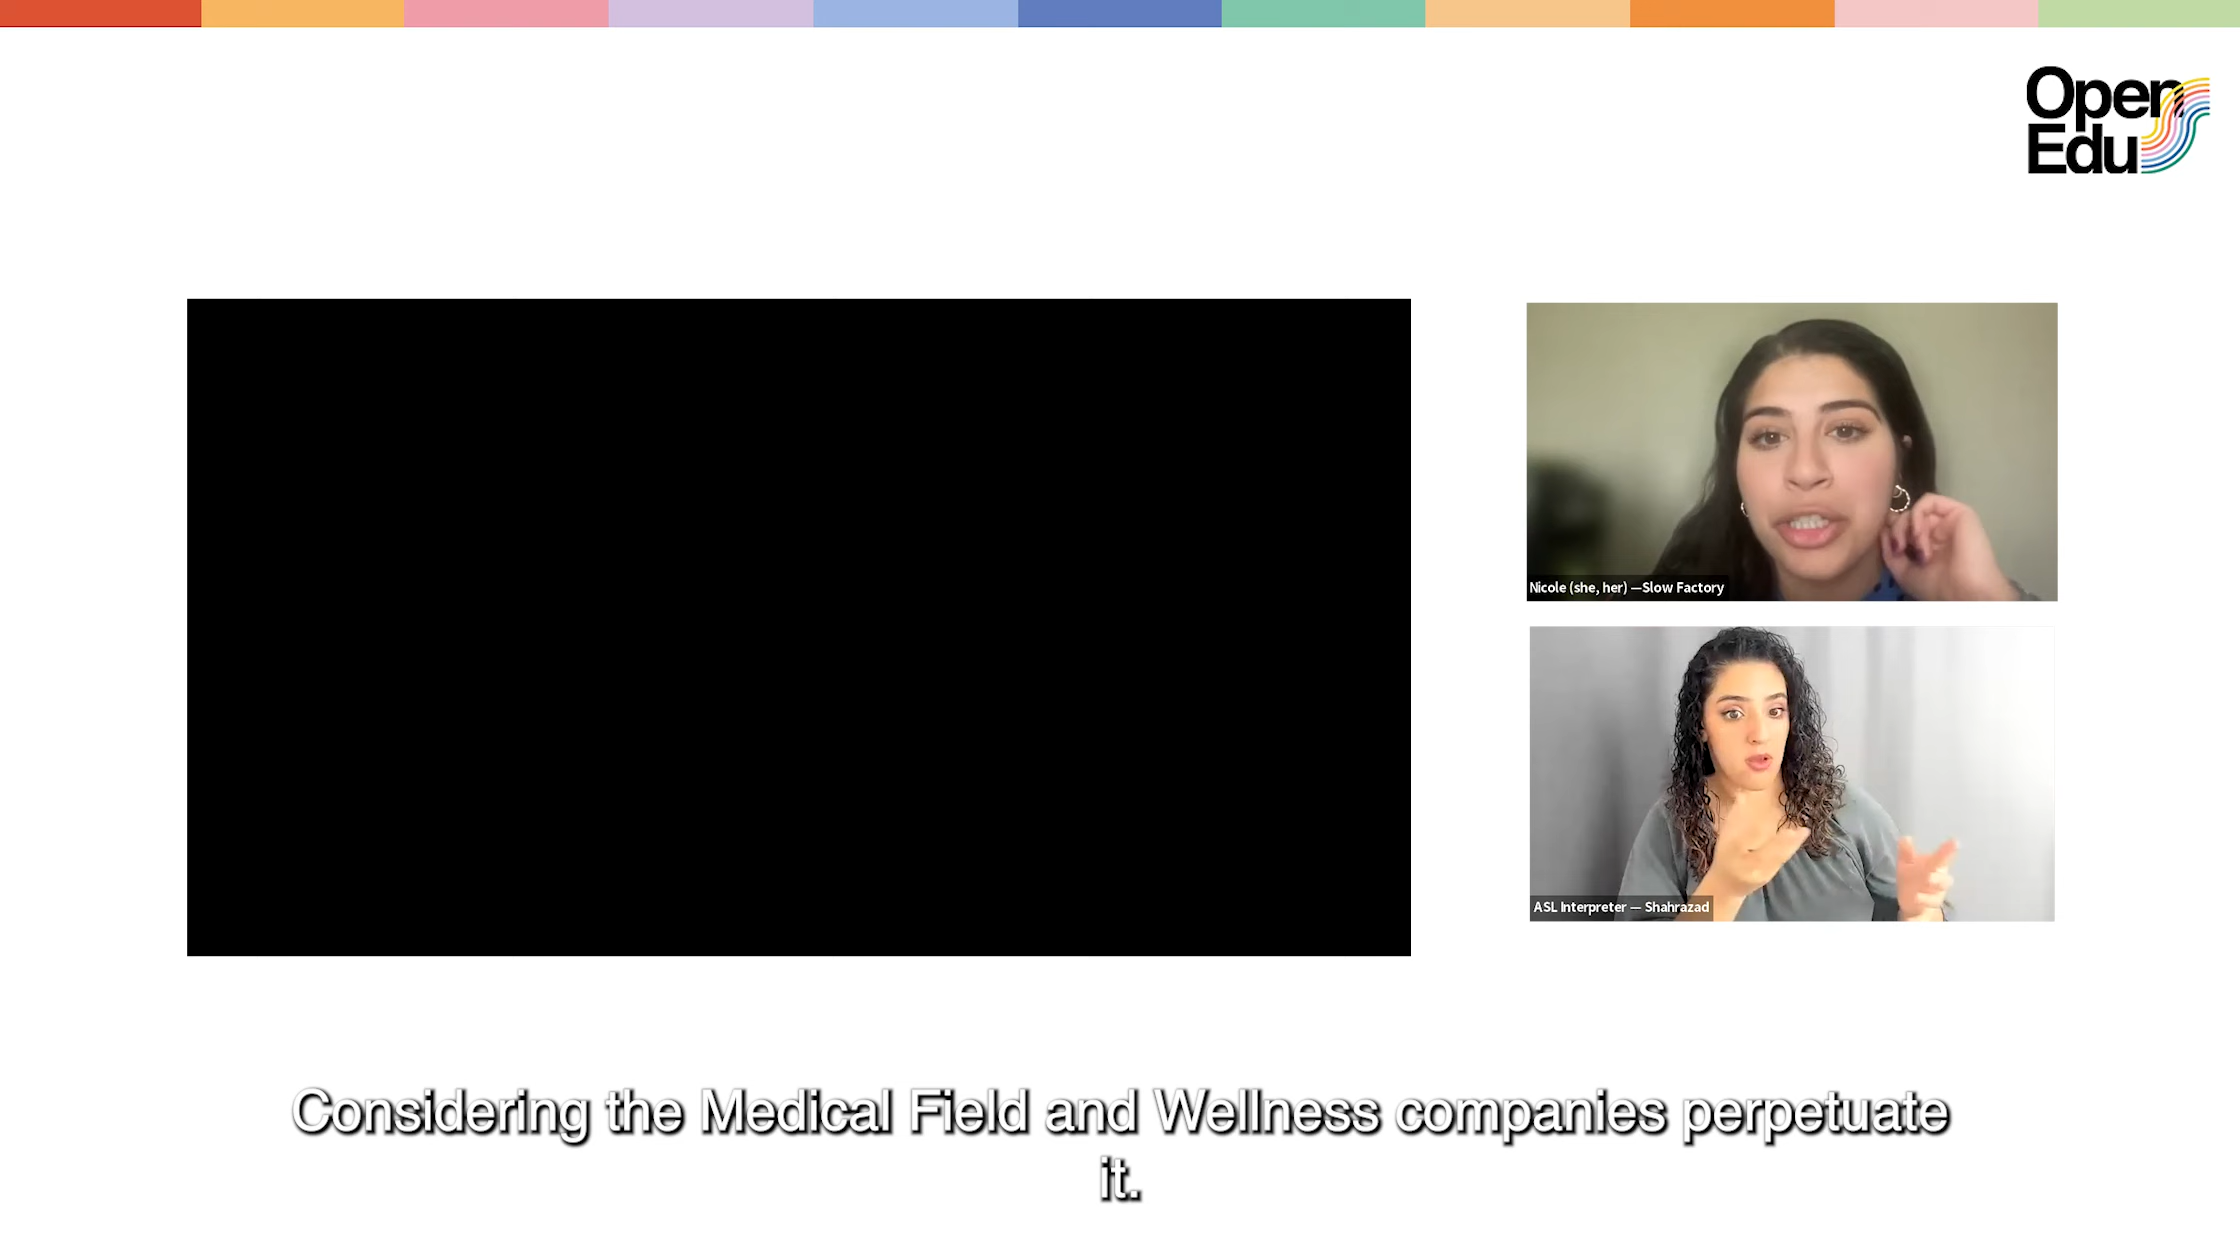 Open
Edu
Nicole (she, her) —Slow Factory
ASL Interpreter — Shahrazad
Considering the Medical Field and Wellness companies perpetuate
it.